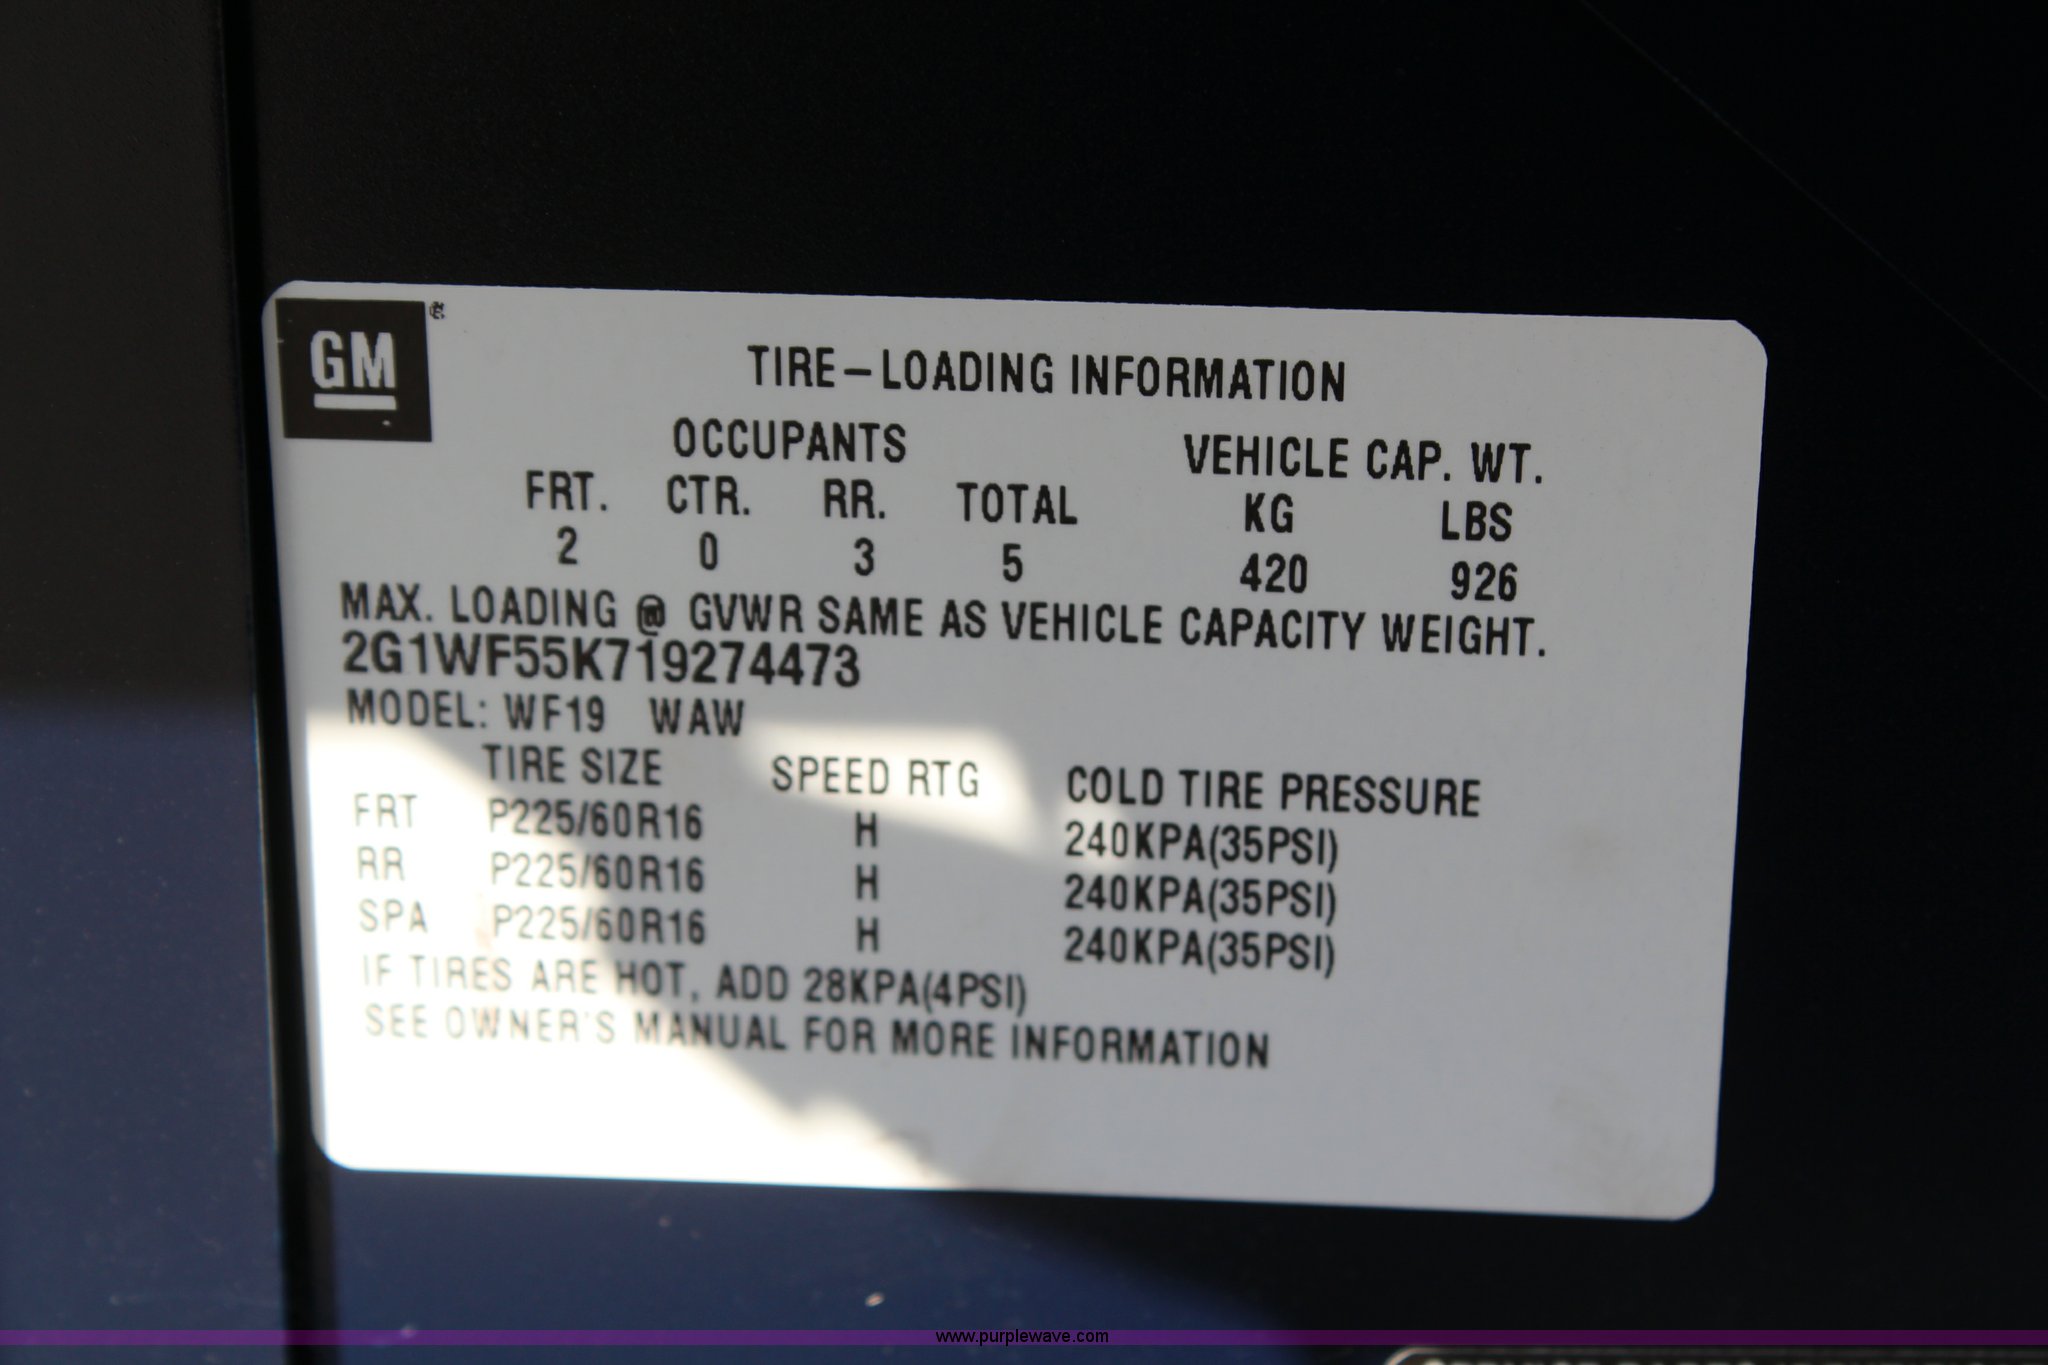 GM
TIRE-LOADING INFORMATION
OCCUPANTS VEHICLE CAP. WT.
FRT. CTR. RR. TOTAL KG LBS
2 0 3 5 420 926
MAX. LOADING @ GVWR SAME AS VEHICLE CAPACITY WEIGHT.
2G1WF55K719274473
MODEL: WF19 WAW
TIRE SIZE SPEED RTG COLD TIRE PRESSURE
FRT P225/60R16 H 240KPA(35PSI)
RR P225/60R16 H 240KPA(35PSI)
SPA P225/60R16 H 240KPA(35PSI)
IF TIRES ARE HOT, ADD 28KPA(4PSI)
SEE OWNER'S MANUAL FOR MORE INFORMATION
www.purplewave.com